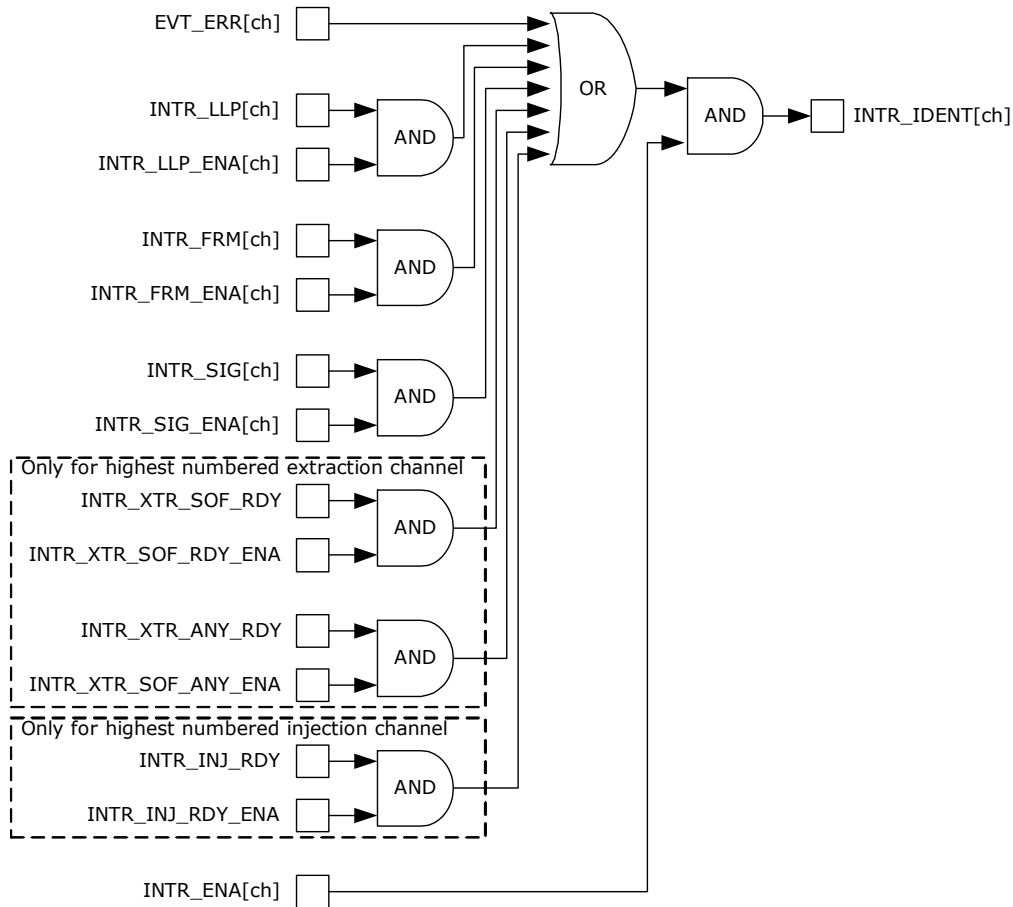 EVT_ERR[ch]
OR
INTR_LLP[ch]
AND
INTR_LLP_ENA[ch]
AND
INTR_IDENT[ch]
INTR_FRM[ch]
AND
INTR_FRM_ENA[ch]
INTR_SIG[ch]
AND
INTR_SIG_ENA[ch]
Only for highest numbered extraction channel
INTR_XTR_SOF_RDY
AND
INTR_XTR_SOF_RDY_ENA
INTR_XTR_ANY_RDY
AND
INTR_XTR_SOF_ANY_ENA
Only for highest numbered injection channel
INTR_INJ_RDY
AND
INTR_INJ_RDY_ENA
INTR_ENA[ch]